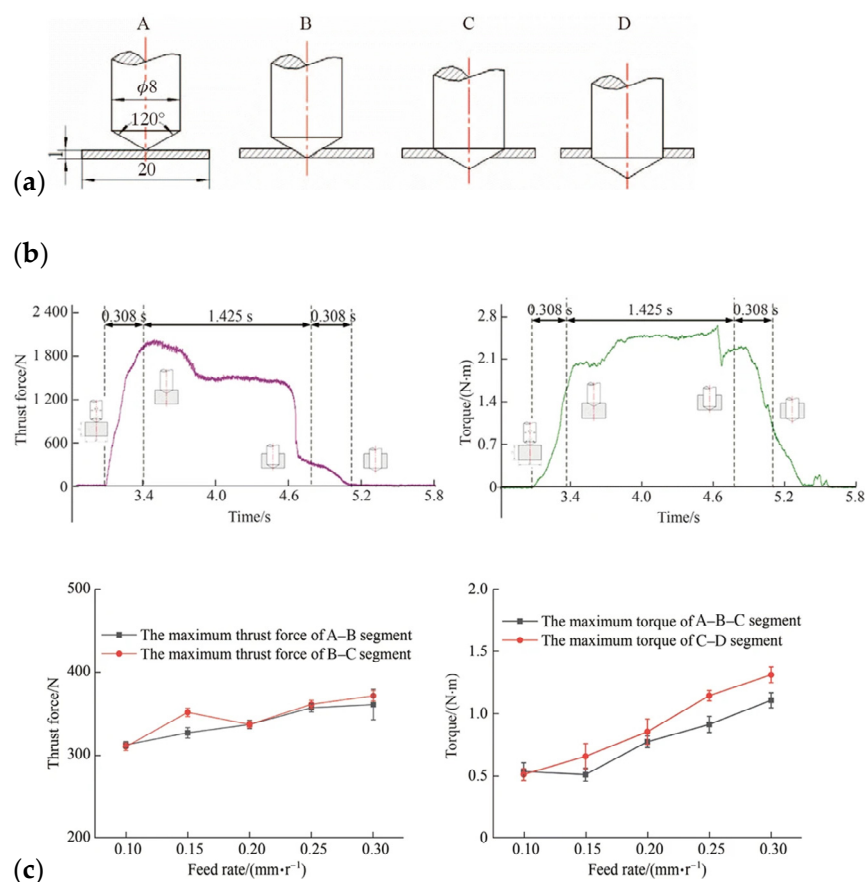 A B C D
ϕ8
120°
1
20
(a)
(b)
2 400
1800
1200
600
0
Thrust force/N
0.308 s 1.425 s 0.308 s
3.4 4.0 4.6 5.2 5.8
Time/s
2.8
2.1
1.4
0.7
0
Torque/(N·m)
0.308 s 1.425 s 0.308 s
3.4 4.0 4.6 5.2 5.8
Time/s
500
400
300
200
Thrust force/N
The maximum thrust force of A–B segment
The maximum thrust force of B–C segment
0.10 0.15 0.20 0.25 0.30
Feed rate/(mm·r⁻¹)
2.0
1.5
1.0
0.5
0
Torque/(N·m)
The maximum torque of A–B–C segment
The maximum torque of C–D segment
0.10 0.15 0.20 0.25 0.30
Feed rate/(mm·r⁻¹)
(c)